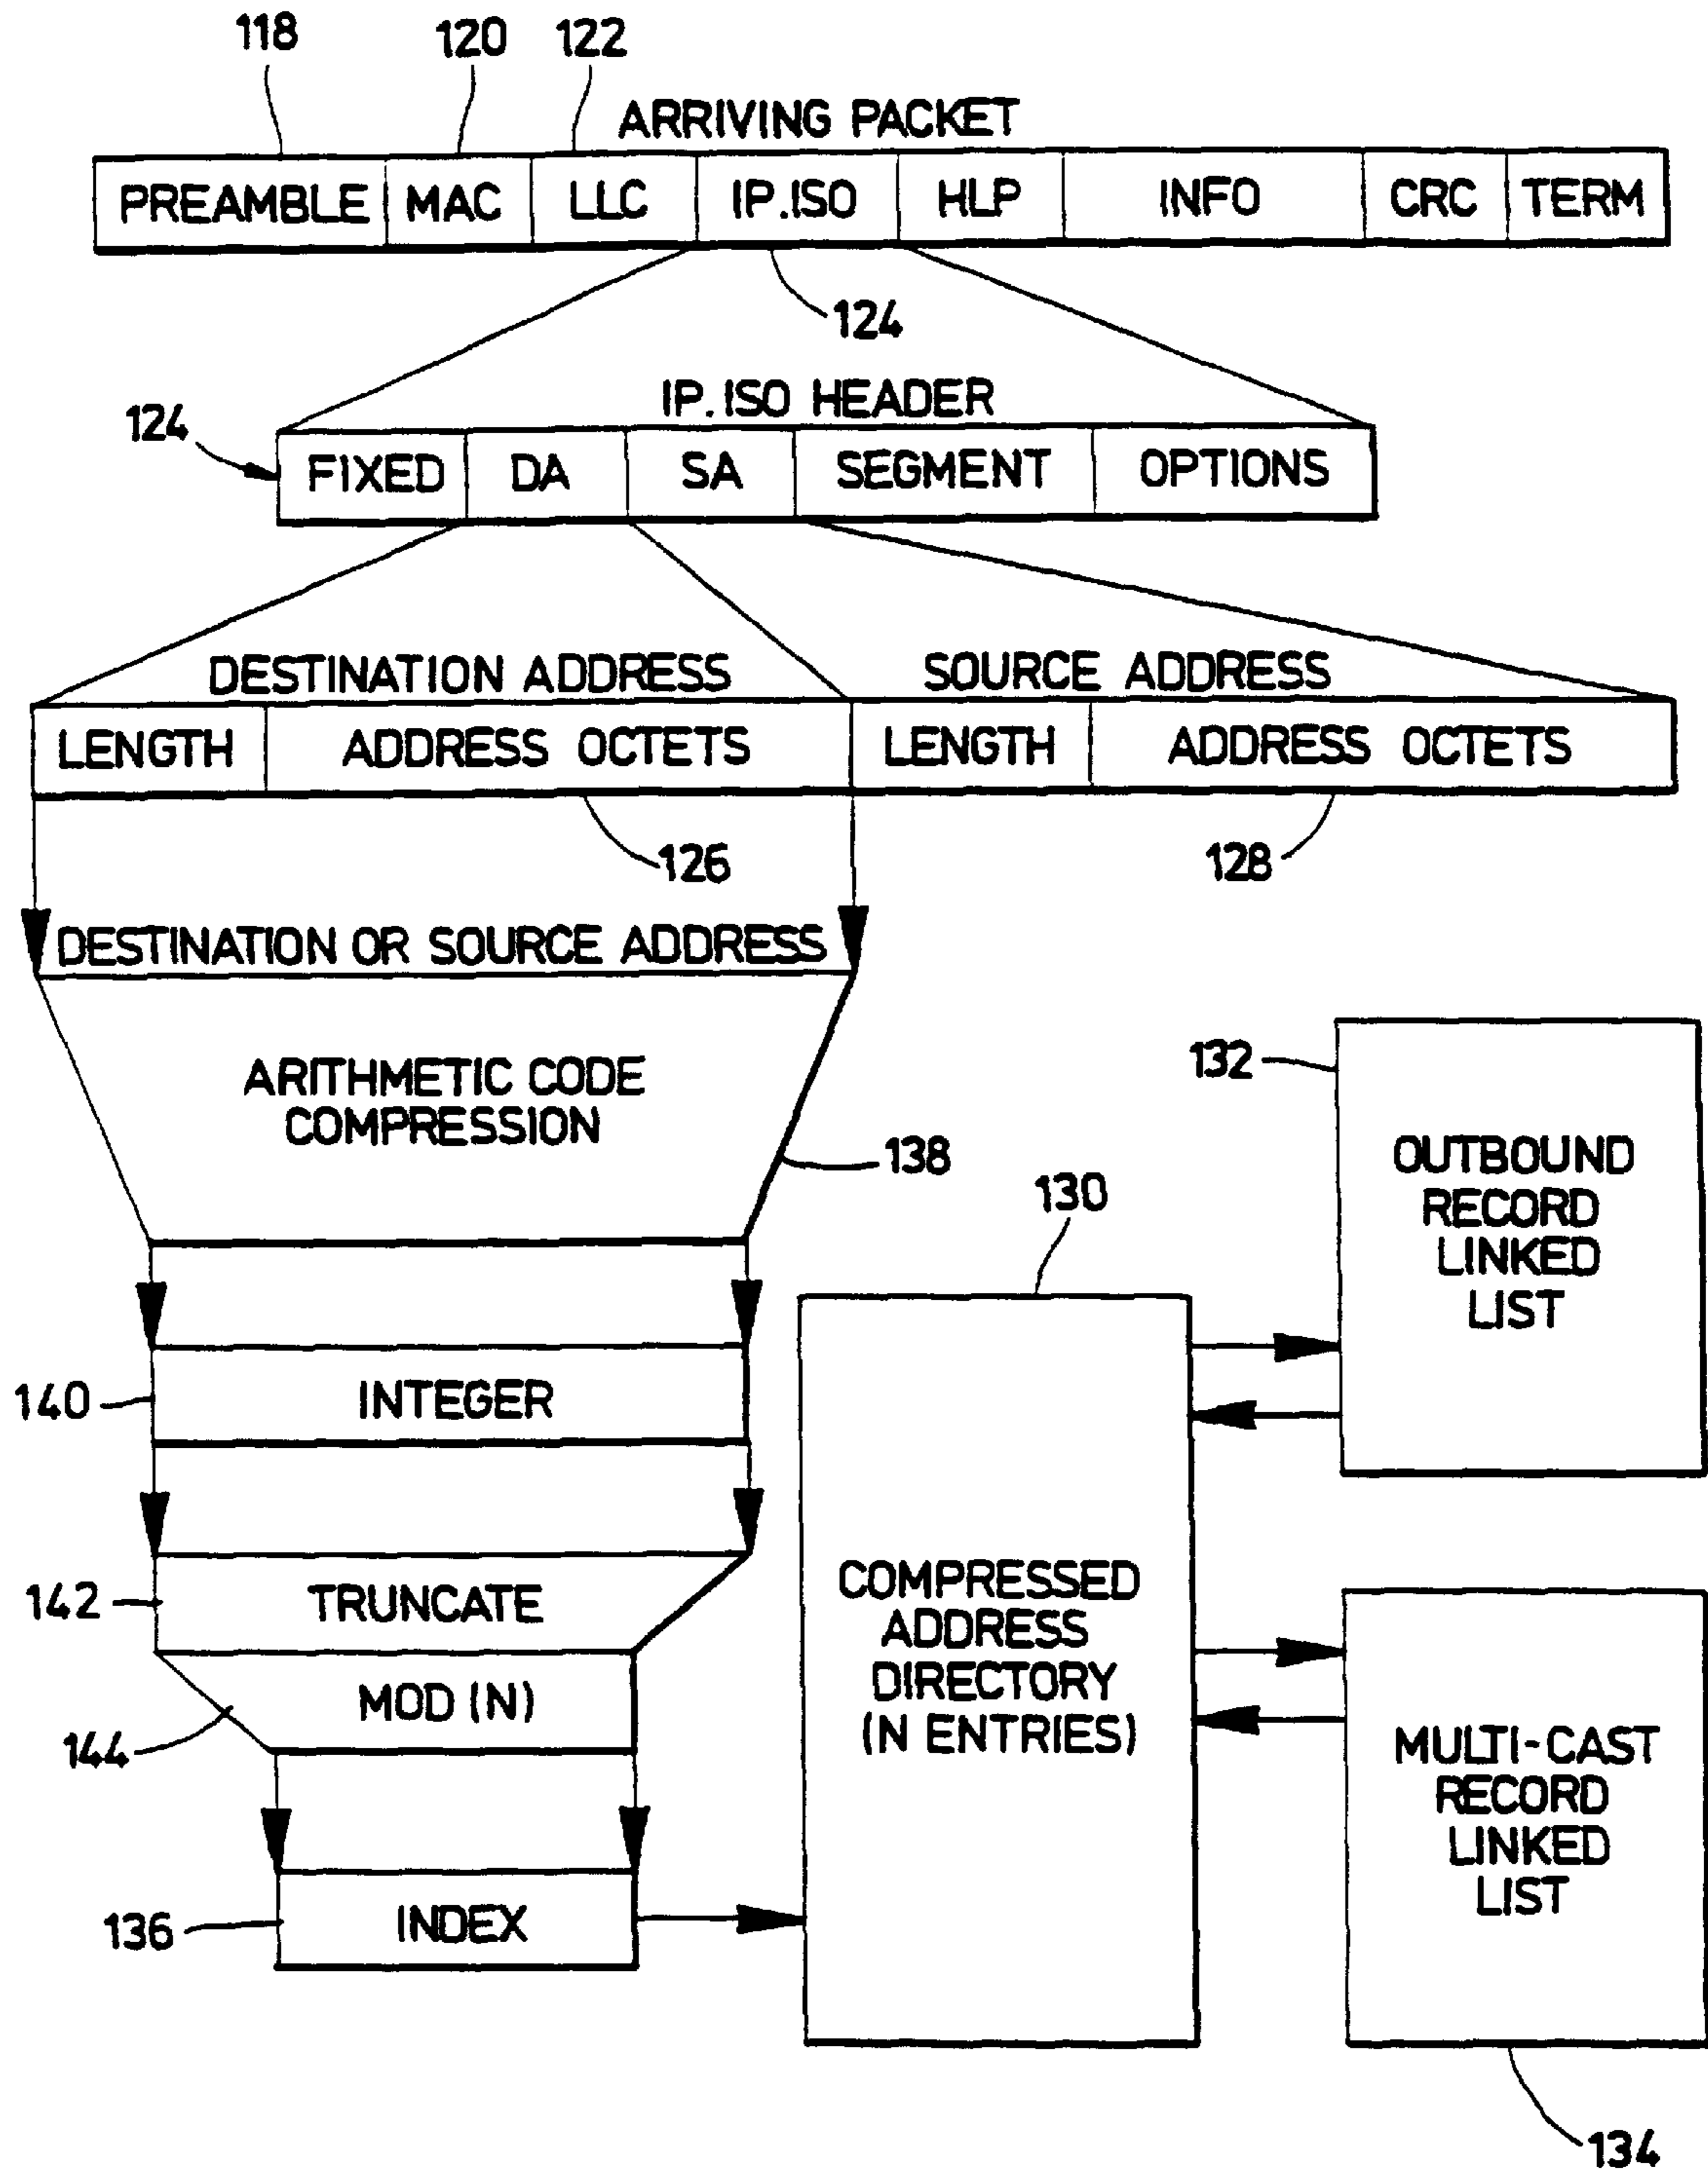 118
120
122
ARRIVING PACKET
PREAMBLE MAC LLC IP.ISO HLP INFO CRC TERM
124
IP.ISO HEADER
124
FIXED DA SA SEGMENT OPTIONS
DESTINATION ADDRESS
SOURCE ADDRESS
LENGTH ADDRESS OCTETS LENGTH ADDRESS OCTETS
126
128
DESTINATION OR SOURCE ADDRESS
ARITHMETIC CODE
COMPRESSION
138
140
INTEGER
142
TRUNCATE
144
MOD (N)
136
INDEX
130
COMPRESSED
ADDRESS
DIRECTORY
(N ENTRIES)
132
OUTBOUND
RECORD
LINKED
LIST
MULTI-CAST
RECORD
LINKED
LIST
134